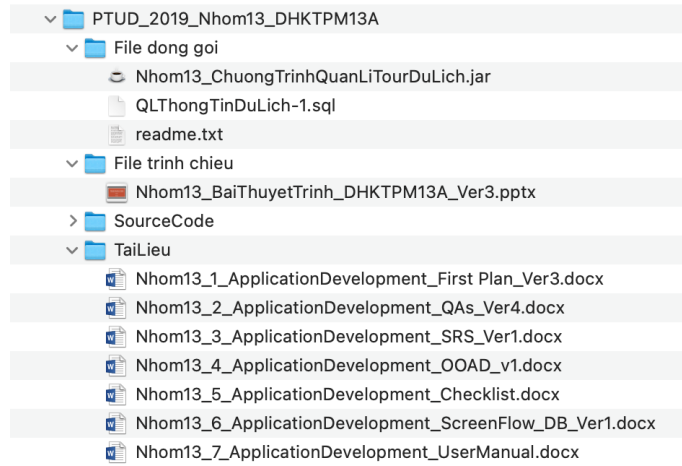 PTUD_2019_Nhom13_DHKTPM13A
File dong goi
Nhom13_ChuongTrinhQuanLiTourDuLich.jar
QLThongTinDuLich-1.sql
readme.txt
File trinh chieu
Nhom13_BaiThuyetTrinh_DHKTPM13A_Ver3.pptx
SourceCode
TaiLieu
Nhom13_1_ApplicationDevelopment_First Plan_Ver3.docx
Nhom13_2_ApplicationDevelopment_QAs_Ver4.docx
Nhom13_3_ApplicationDevelopment_SRS_Ver1.docx
Nhom13_4_ApplicationDevelopment_OOAD_v1.docx
Nhom13_5_ApplicationDevelopment_Checklist.docx
Nhom13_6_ApplicationDevelopment_ScreenFlow_DB_Ver1.docx
Nhom13_7_ApplicationDevelopment_UserManual.docx